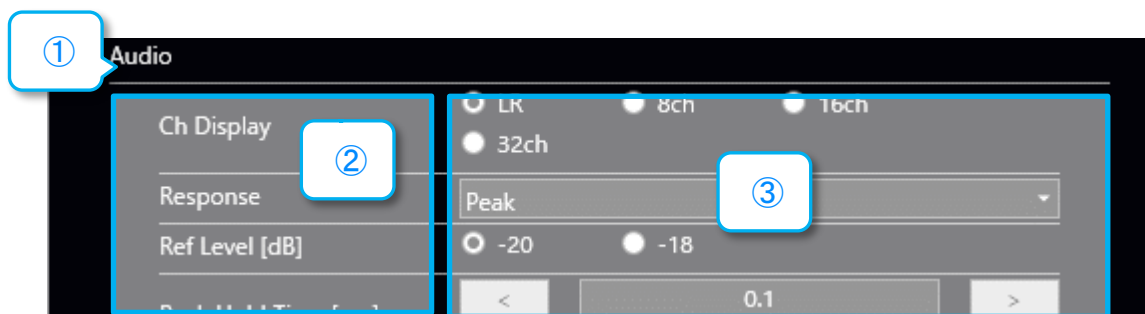 ①
Audio
Ch Display
②
LR 8ch 16ch
32ch
Response
Peak
③
Ref Level [dB]
-20 -18
< 0.1 >